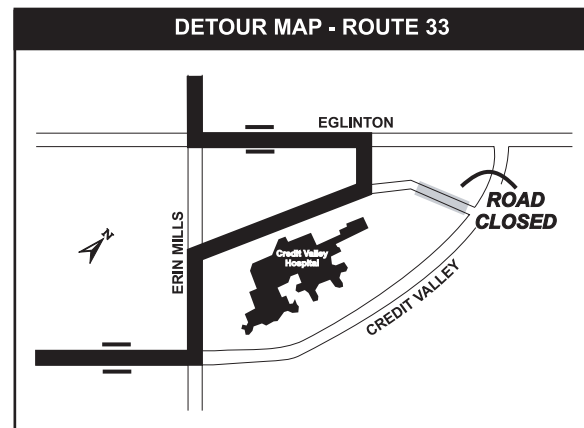 DETOUR MAP - ROUTE 33
EGLINTON
ROAD
CLOSED
ERIN MILLS
N
Credit Valley
Hospital
CREDIT VALLEY